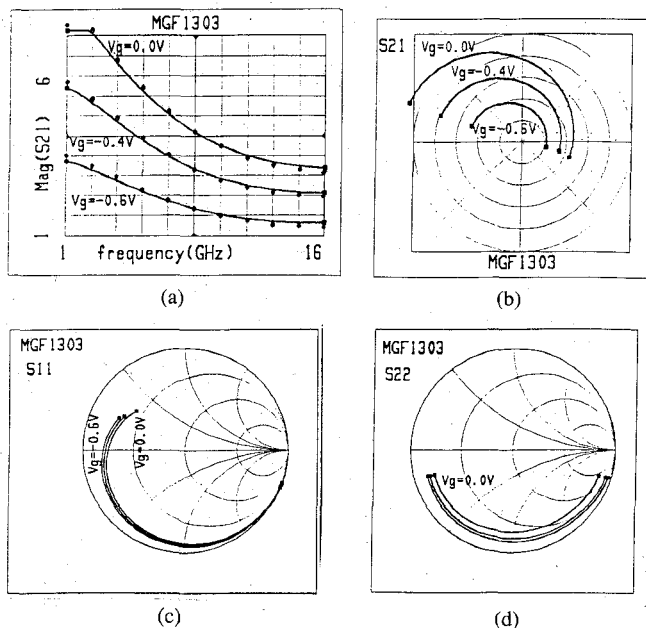 MGF1303
Vg=0.0V
6
Vg=-0.4V
Mag(S21)
Vg=-0.6V
1
1 frequency(GHz) 16
(a)
S21 Vg=0.0V
Vg=-0.4V
Vg=-0.6V
MGF1303
(b)
MGF1303
S11
Vg=-0.6V
Vg=0.0V
(c)
MGF1303
S22
Vg=0.0V
(d)